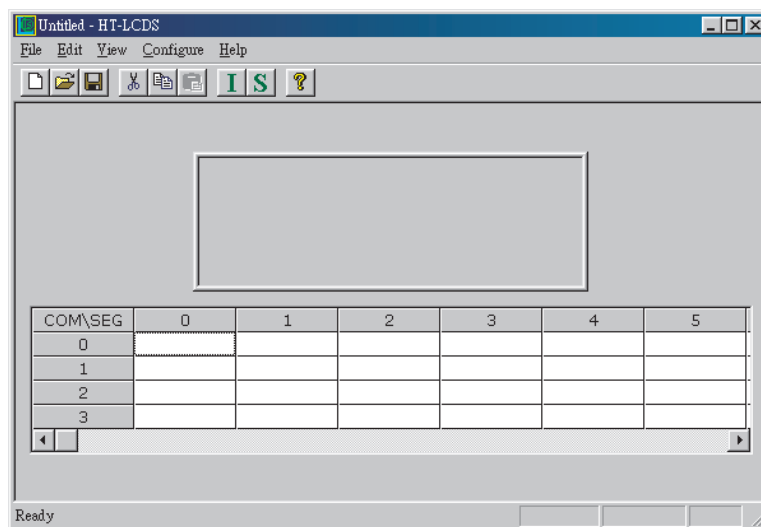 Untitled - HT-LCDS
File Edit View Configure Help
I S ?
COM\SEG 0 1 2 3 4 5
0
1
2
3
Ready